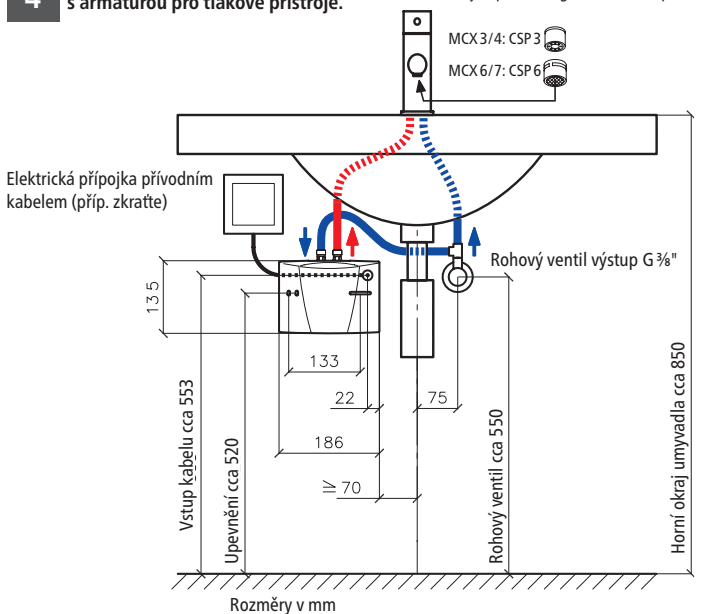 4
s armaturou pro tlakové přístroje.
MCX 3/4: CSP 3
MCX 6/7: CSP 6
Elektrická přípojka přívodním
kabelem (příp. zkraťte)
Rohový ventil výstup G ⅜"
135
133
22
75
186
≥ 70
Vstup kabelu cca 553
Upevnění cca 520
Rohový ventil cca 550
Horní okraj umyvadla cca 850
Rozměry v mm